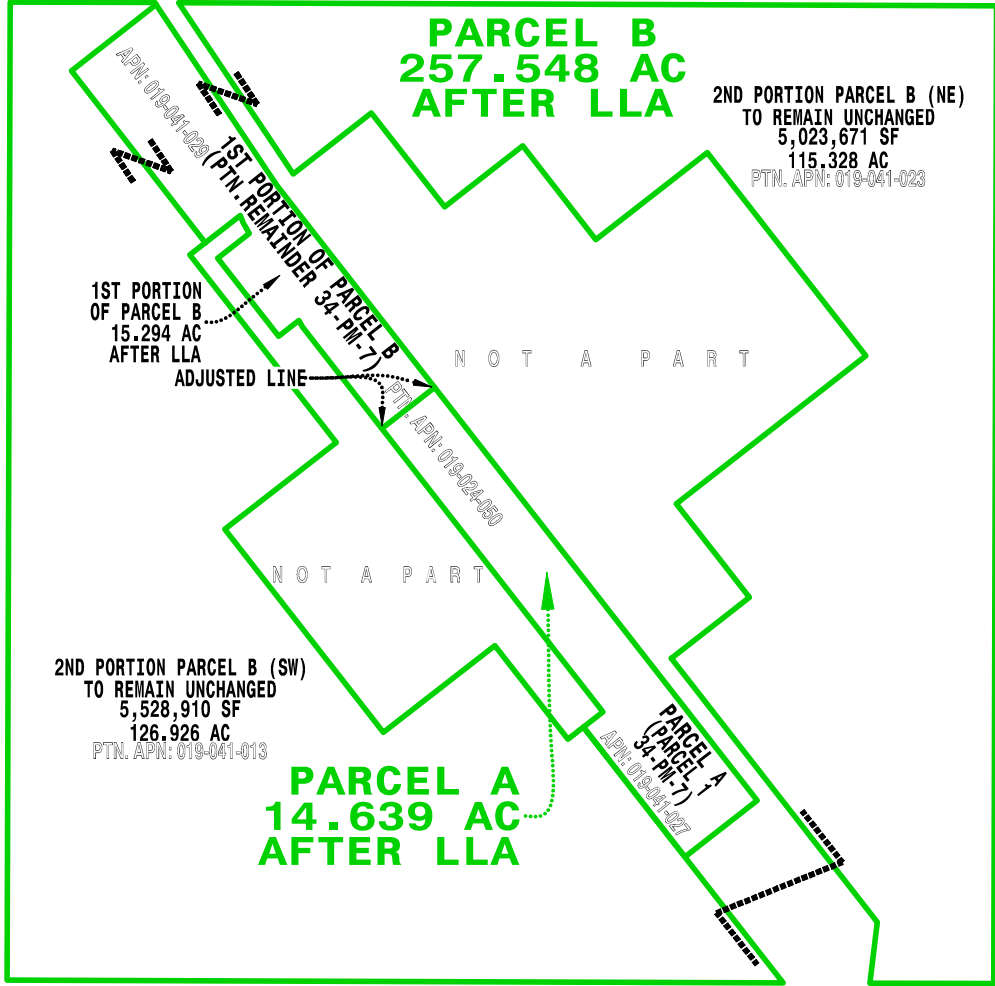 PARCEL B
257.548 AC
AFTER LLA
2ND PORTION PARCEL B (NE)
TO REMAIN UNCHANGED
5,023,671 SF
115.328 AC
PTN. APN: 019-041-023
APN: 019-041-029
1ST PORTION OF PARCEL B
(PTN. REMAINDER 34-PM-7)
1ST PORTION
OF PARCEL B
15.294 AC
AFTER LLA
ADJUSTED LINE
NOT A PART
PTN. APN: 019-024-050
NOT A PART
2ND PORTION PARCEL B (SW)
TO REMAIN UNCHANGED
5,528,910 SF
126.926 AC
PTN. APN: 019-041-013
PARCEL A
(PARCEL 1
34-PM-7)
APN: 019-041-027
PARCEL A
14.639 AC
AFTER LLA